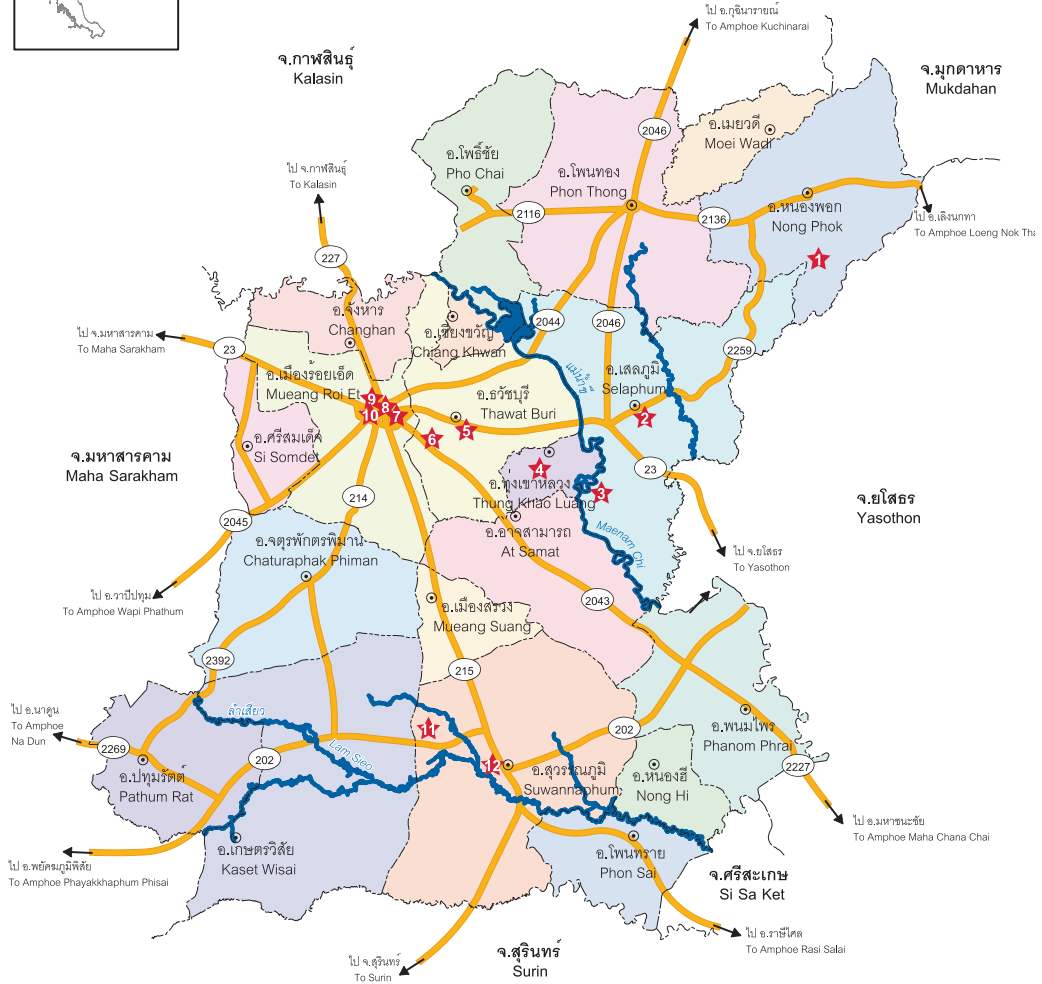 ไป อ.กุฉินารายณ์
To Amphoe Kuchinarai
จ.กาฬสินธุ์
Kalasin
จ.มุกดาหาร
Mukdahan
2046
อ.เมยวดี
Moei Wadi
อ.โพธิ์ชัย
Pho Chai
อ.โพนทอง
Phon Thong
ไป จ.กาฬสินธุ์
To Kalasin
2116
2136
อ.หนองพอก
Nong Phok
ไป อ.เลิงนกทา
To Amphoe Loeng Nok Tha
1
227
อ.จังหาร
Changhan
อ.เชียงขวัญ
Chiang Khwan
2044
2046
2259
ไป จ.มหาสารคาม
To Maha Sarakham
23
อ.เมืองร้อยเอ็ด
Mueang Roi Et
แม่น้ำชี
อ.เสลภูมิ
Selaphum
9
8
10
7
อ.ธวัชบุรี
Thawat Buri
2
5
6
อ.ศรีสมเด็จ
Si Somdet
จ.มหาสารคาม
Maha Sarakham
4
23
อ.ทุ่งเขาหลวง
Thung Khao Luang
3
214
จ.ยโสธร
Yasothon
2045
อ.จตุรพักตรพิมาน
Chaturaphak Phiman
อ.อาจสามารถ
At Samat
Maenam Chi
ไป จ.ยโสธร
To Yasothon
ไป อ.วาปีปทุม
To Amphoe Wapi Phathum
อ.เมืองสรวง
Mueang Suang
2043
2392
215
ไป อ.นาดูน
To Amphoe
Na Dun
ลำเสียว
11
202
อ.พนมไพร
Phanom Phrai
2269
202
Lam Sieo
อ.ปทุมรัตต์
Pathum Rat
12
อ.สุวรรณภูมิ
Suwannaphum
อ.หนองฮี
Nong Hi
2227
ไป อ.มหาชนะชัย
To Amphoe Maha Chana Chai
ไป อ.พยัคฆภูมิพิสัย
To Amphoe Phayakkhaphum Phisai
อ.เกษตรวิสัย
Kaset Wisai
อ.โพนทราย
Phon Sai
จ.ศรีสะเกษ
Si Sa Ket
ไป อ.ราษีไศล
To Amphoe Rasi Salai
ไป จ.สุรินทร์
To Surin
จ.สุรินทร์
Surin